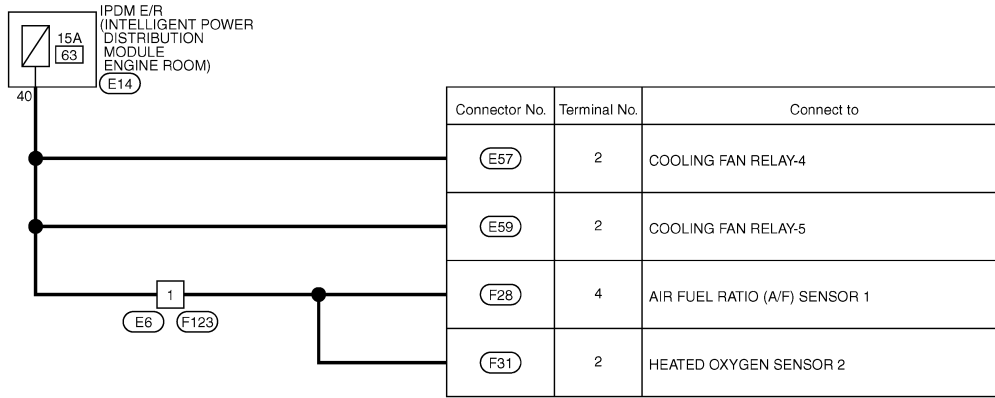 IPDM E/R
(INTELLIGENT POWER
DISTRIBUTION
MODULE
ENGINE ROOM)
15A
63
E14
40
Connector No. Terminal No. Connect to
E57 2 COOLING FAN RELAY-4
E59 2 COOLING FAN RELAY-5
1
E6 F123
F28 4 AIR FUEL RATIO (A/F) SENSOR 1
F31 2 HEATED OXYGEN SENSOR 2